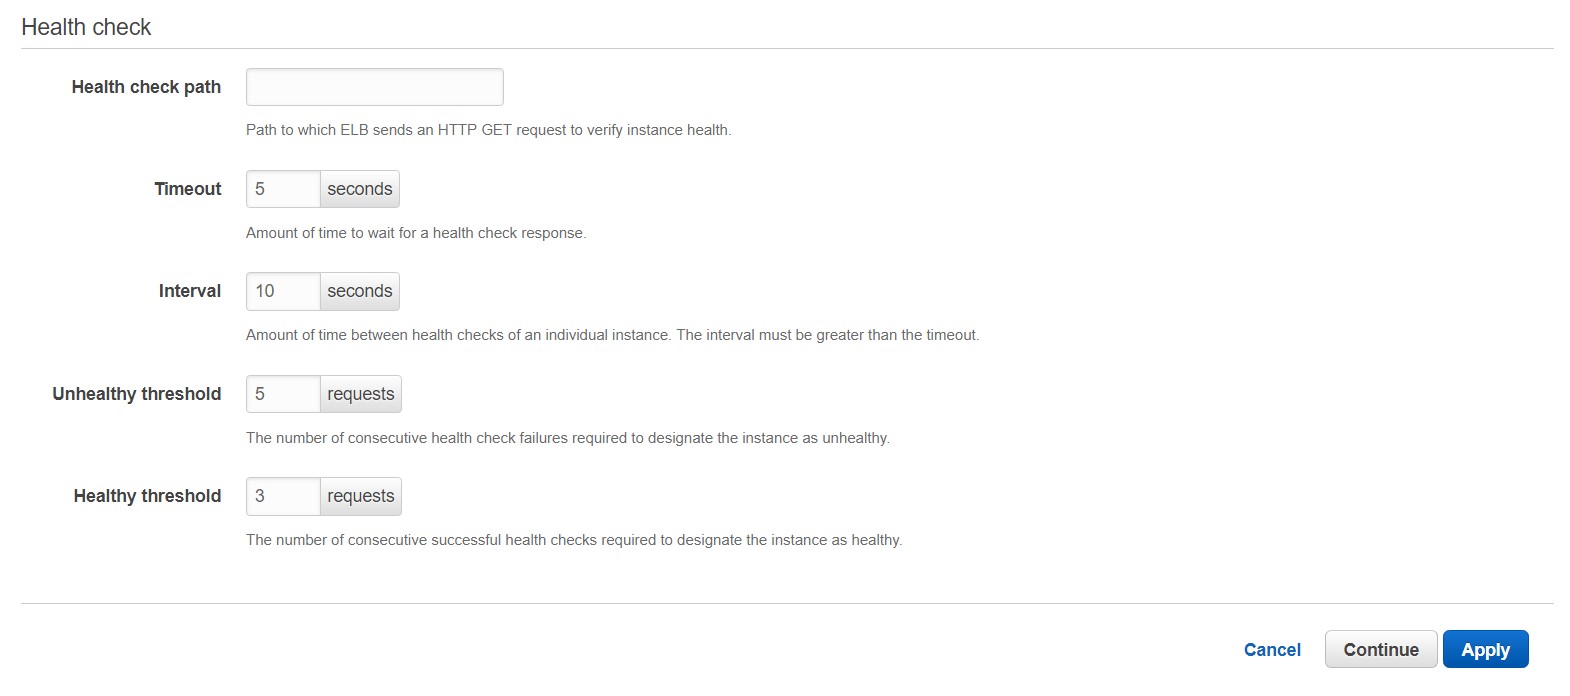 Health check
Health check path
Path to which ELB sends an HTTP GET request to verify instance health.
Timeout 5 seconds
Amount of time to wait for a health check response.
Interval 10 seconds
Amount of time between health checks of an individual instance. The interval must be greater than the timeout.
Unhealthy threshold 5 requests
The number of consecutive health check failures required to designate the instance as unhealthy.
Healthy threshold 3 requests
The number of consecutive successful health checks required to designate the instance as healthy.
Cancel Continue Apply